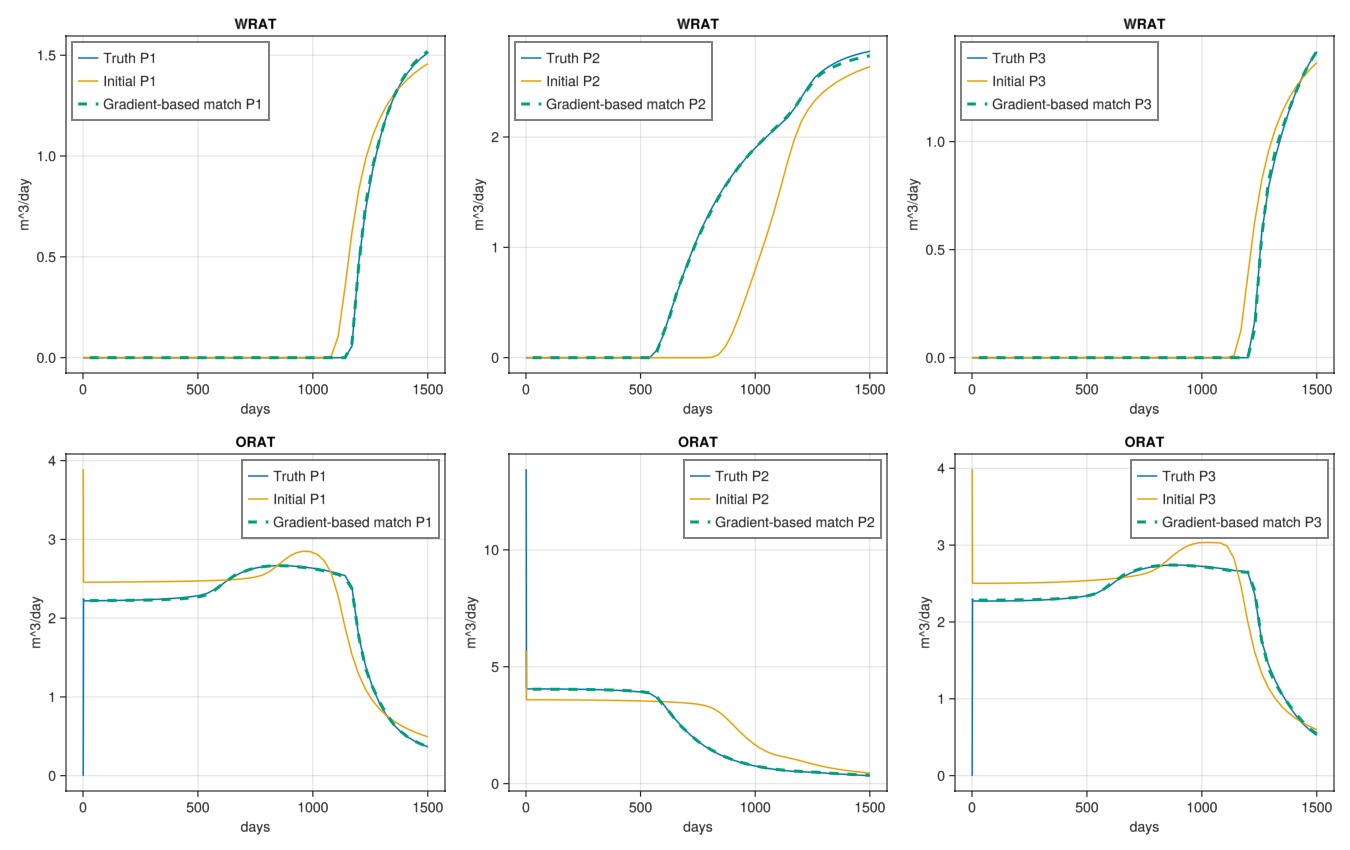 WRAT
Truth P1
Initial P1
Gradient-based match P1
m^3/day
1.5
1.0
0.5
0.0
0 500 1000 1500
days
WRAT
Truth P2
Initial P2
Gradient-based match P2
m^3/day
2
1
0
0 500 1000 1500
days
WRAT
Truth P3
Initial P3
Gradient-based match P3
m^3/day
1.0
0.5
0.0
0 500 1000 1500
days
ORAT
Truth P1
Initial P1
Gradient-based match P1
m^3/day
4
3
2
1
0
0 500 1000 1500
days
ORAT
Truth P2
Initial P2
Gradient-based match P2
m^3/day
10
5
0
0 500 1000 1500
days
ORAT
Truth P3
Initial P3
Gradient-based match P3
m^3/day
4
3
2
1
0
0 500 1000 1500
days